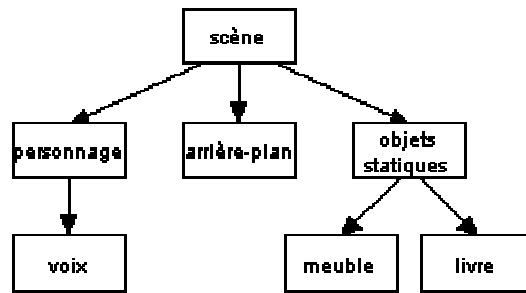 scène
personnage
arrière-plan
objets
statiques
voix
meuble
livre